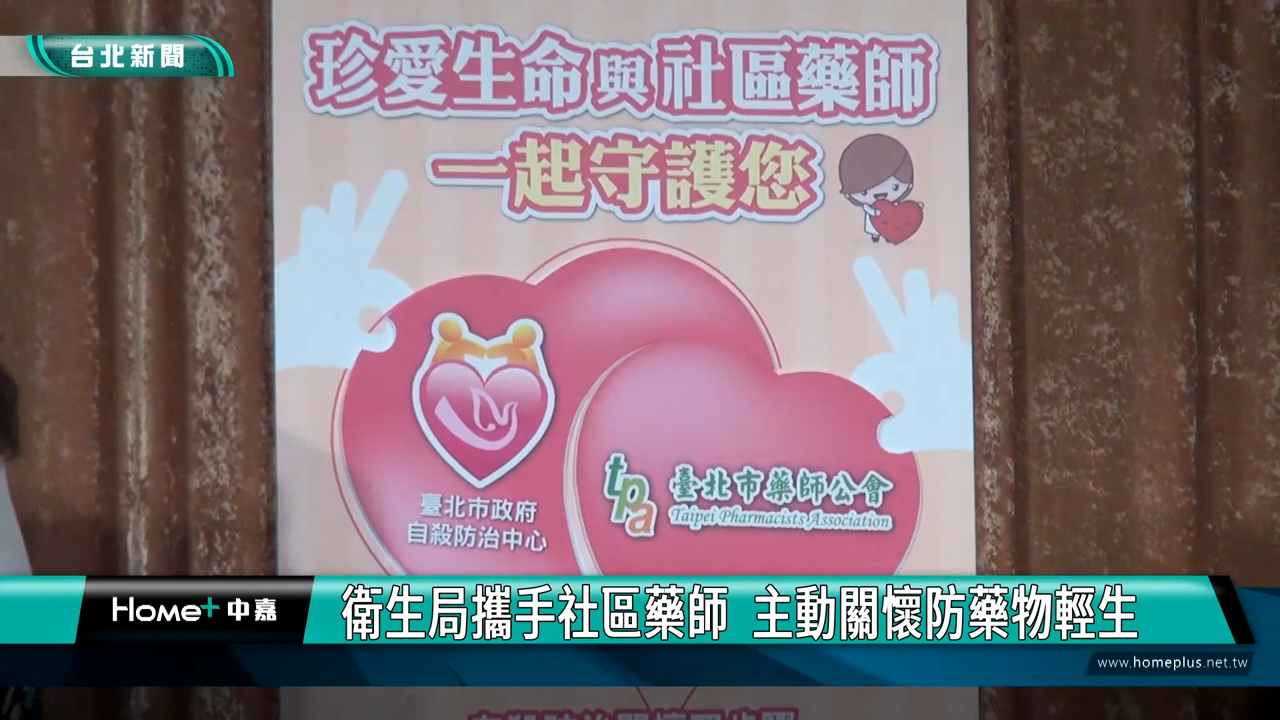 台北新聞
珍愛生命與社區藥師
一起守護您
臺北市政府
自殺防治中心
tpa
臺北市藥師公會
Taipei Pharmacists Association
Home+中嘉
衛生局攜手社區藥師 主動關懷防藥物輕生
www.homeplus.net.tw